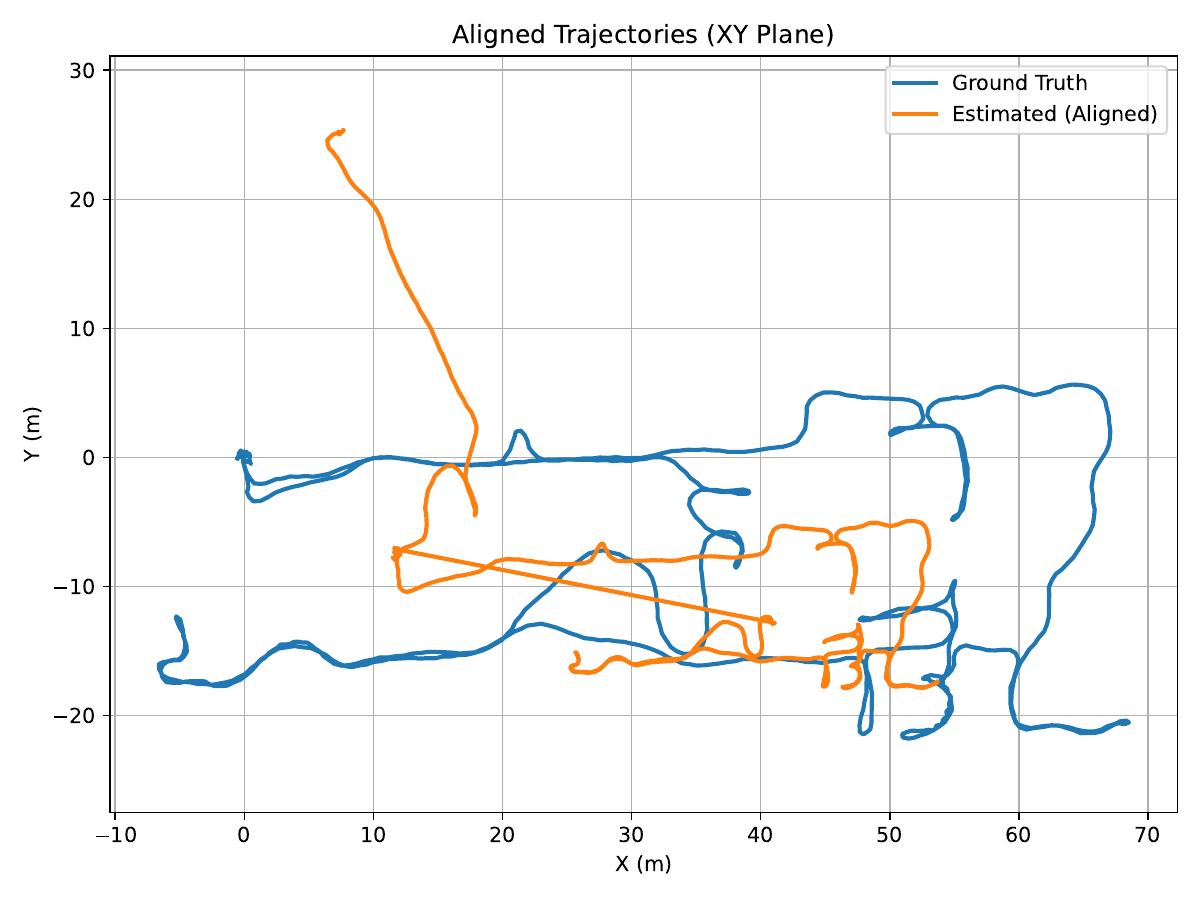 Aligned Trajectories (XY Plane)
Ground Truth
Estimated (Aligned)
30
20
10
0
−10
−20
Y (m)
−10 0 10 20 30 40 50 60 70
X (m)